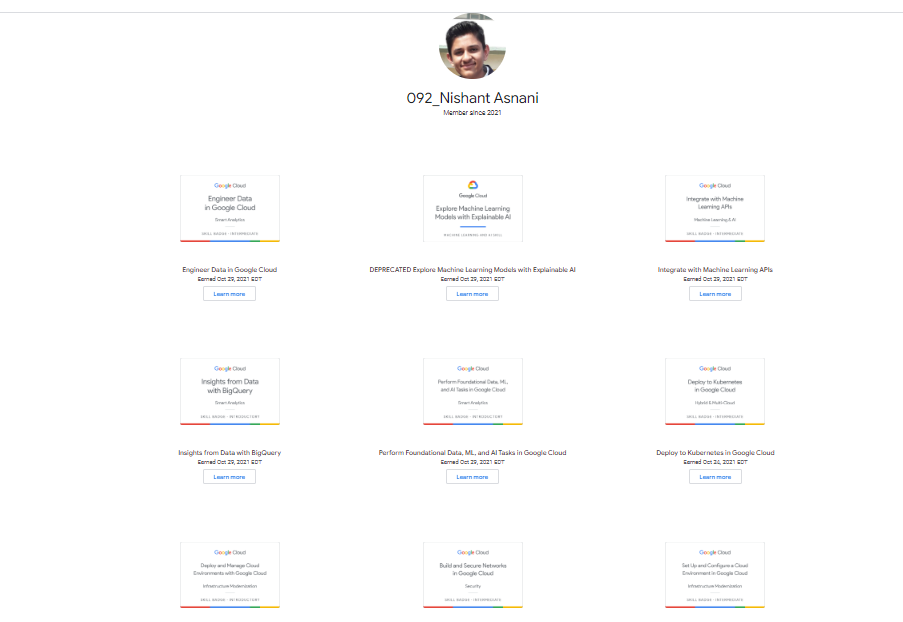 092_Nishant Asnani
Member since 2021
Google Cloud
Engineer Data
in Google Cloud
Smart Analytics
SKILL BADGE · INTERMEDIATE
Engineer Data in Google Cloud
Earned Oct 29, 2021 EDT
Learn more
Google Cloud
Explore Machine Learning
Models with Explainable AI
MACHINE LEARNING AND AI SKILL
DEPRECATED Explore Machine Learning Models with Explainable AI
Earned Oct 29, 2021 EDT
Learn more
Google Cloud
Integrate with Machine
Learning APIs
Machine Learning & AI
SKILL BADGE · INTERMEDIATE
Integrate with Machine Learning APIs
Earned Oct 29, 2021 EDT
Learn more
Google Cloud
Insights from Data
with BigQuery
Smart Analytics
SKILL BADGE · INTRODUCTORY
Insights from Data with BigQuery
Earned Oct 29, 2021 EDT
Learn more
Google Cloud
Perform Foundational Data, ML,
and AI Tasks in Google Cloud
Smart Analytics
SKILL BADGE · INTRODUCTORY
Perform Foundational Data, ML, and AI Tasks in Google Cloud
Earned Oct 29, 2021 EDT
Learn more
Google Cloud
Deploy to Kubernetes
in Google Cloud
Hybrid & Multi-Cloud
SKILL BADGE · INTERMEDIATE
Deploy to Kubernetes in Google Cloud
Earned Oct 26, 2021 EDT
Learn more
Google Cloud
Deploy and Manage Cloud
Environments with Google Cloud
Infrastructure Modernization
SKILL BADGE · INTRODUCTORY
Google Cloud
Build and Secure Networks
in Google Cloud
Security
SKILL BADGE · INTERMEDIATE
Google Cloud
Set Up and Configure a Cloud
Environment in Google Cloud
Infrastructure Modernization
SKILL BADGE · INTERMEDIATE